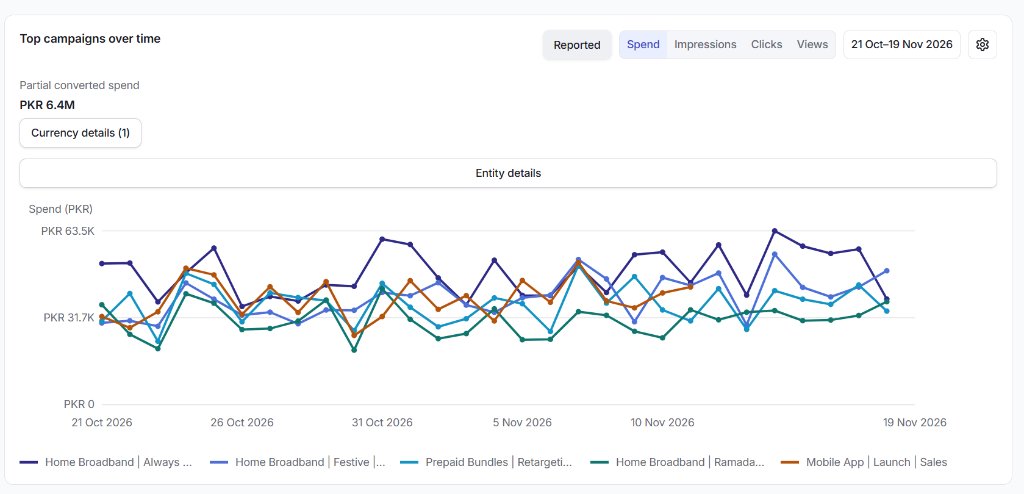 Top campaigns over time
Reported Spend Impressions Clicks Views 21 Oct–19 Nov 2026
Partial converted spend
PKR 6.4M
Currency details (1)
Entity details
Spend (PKR)
PKR 63.5K
PKR 31.7K
PKR 0
21 Oct 2026 26 Oct 2026 31 Oct 2026 5 Nov 2026 10 Nov 2026 19 Nov 2026
Home Broadband | Always ... Home Broadband | Festive |... Prepaid Bundles | Retargeti... Home Broadband | Ramada... Mobile App | Launch | Sales